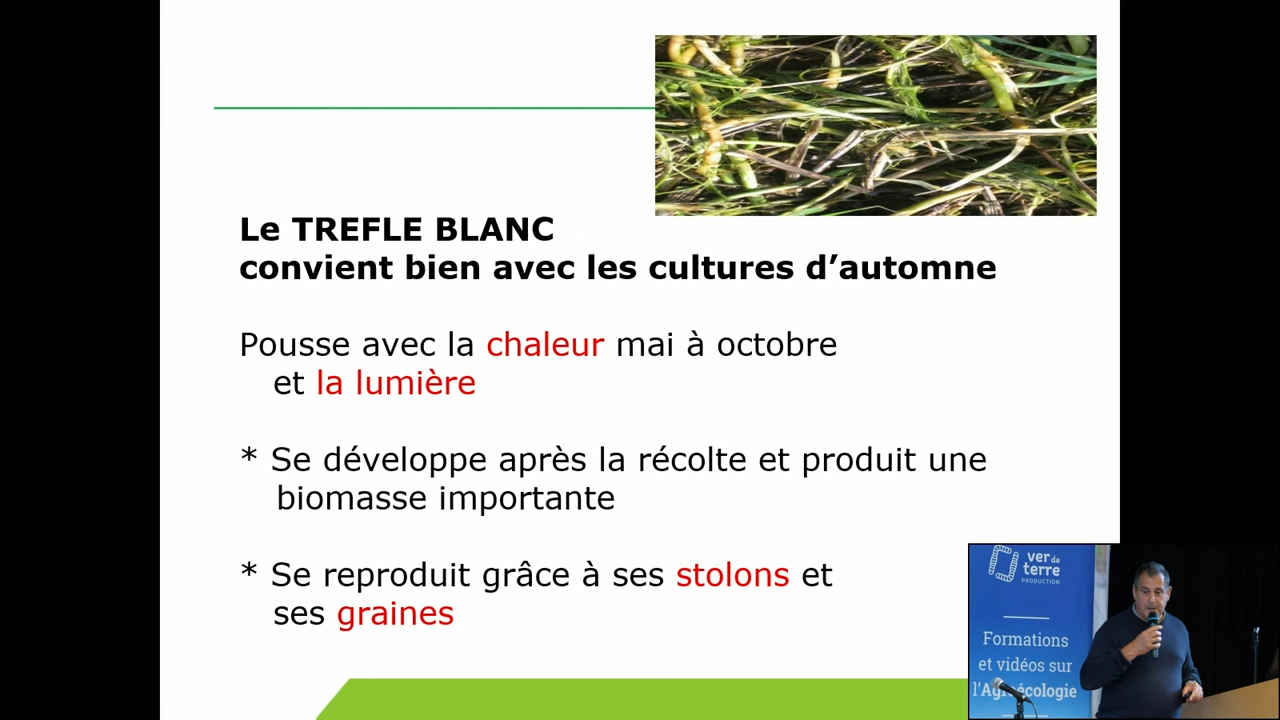 Le TREFLE BLANC
convient bien avec les cultures d’automne
Pousse avec la chaleur mai à octobre
et la lumière
* Se développe après la récolte et produit une
biomasse importante
* Se reproduit grâce à ses stolons et
ses graines
ver de
terre
PRODUCTION
Formations
et vidéos sur
l’Agroécologie